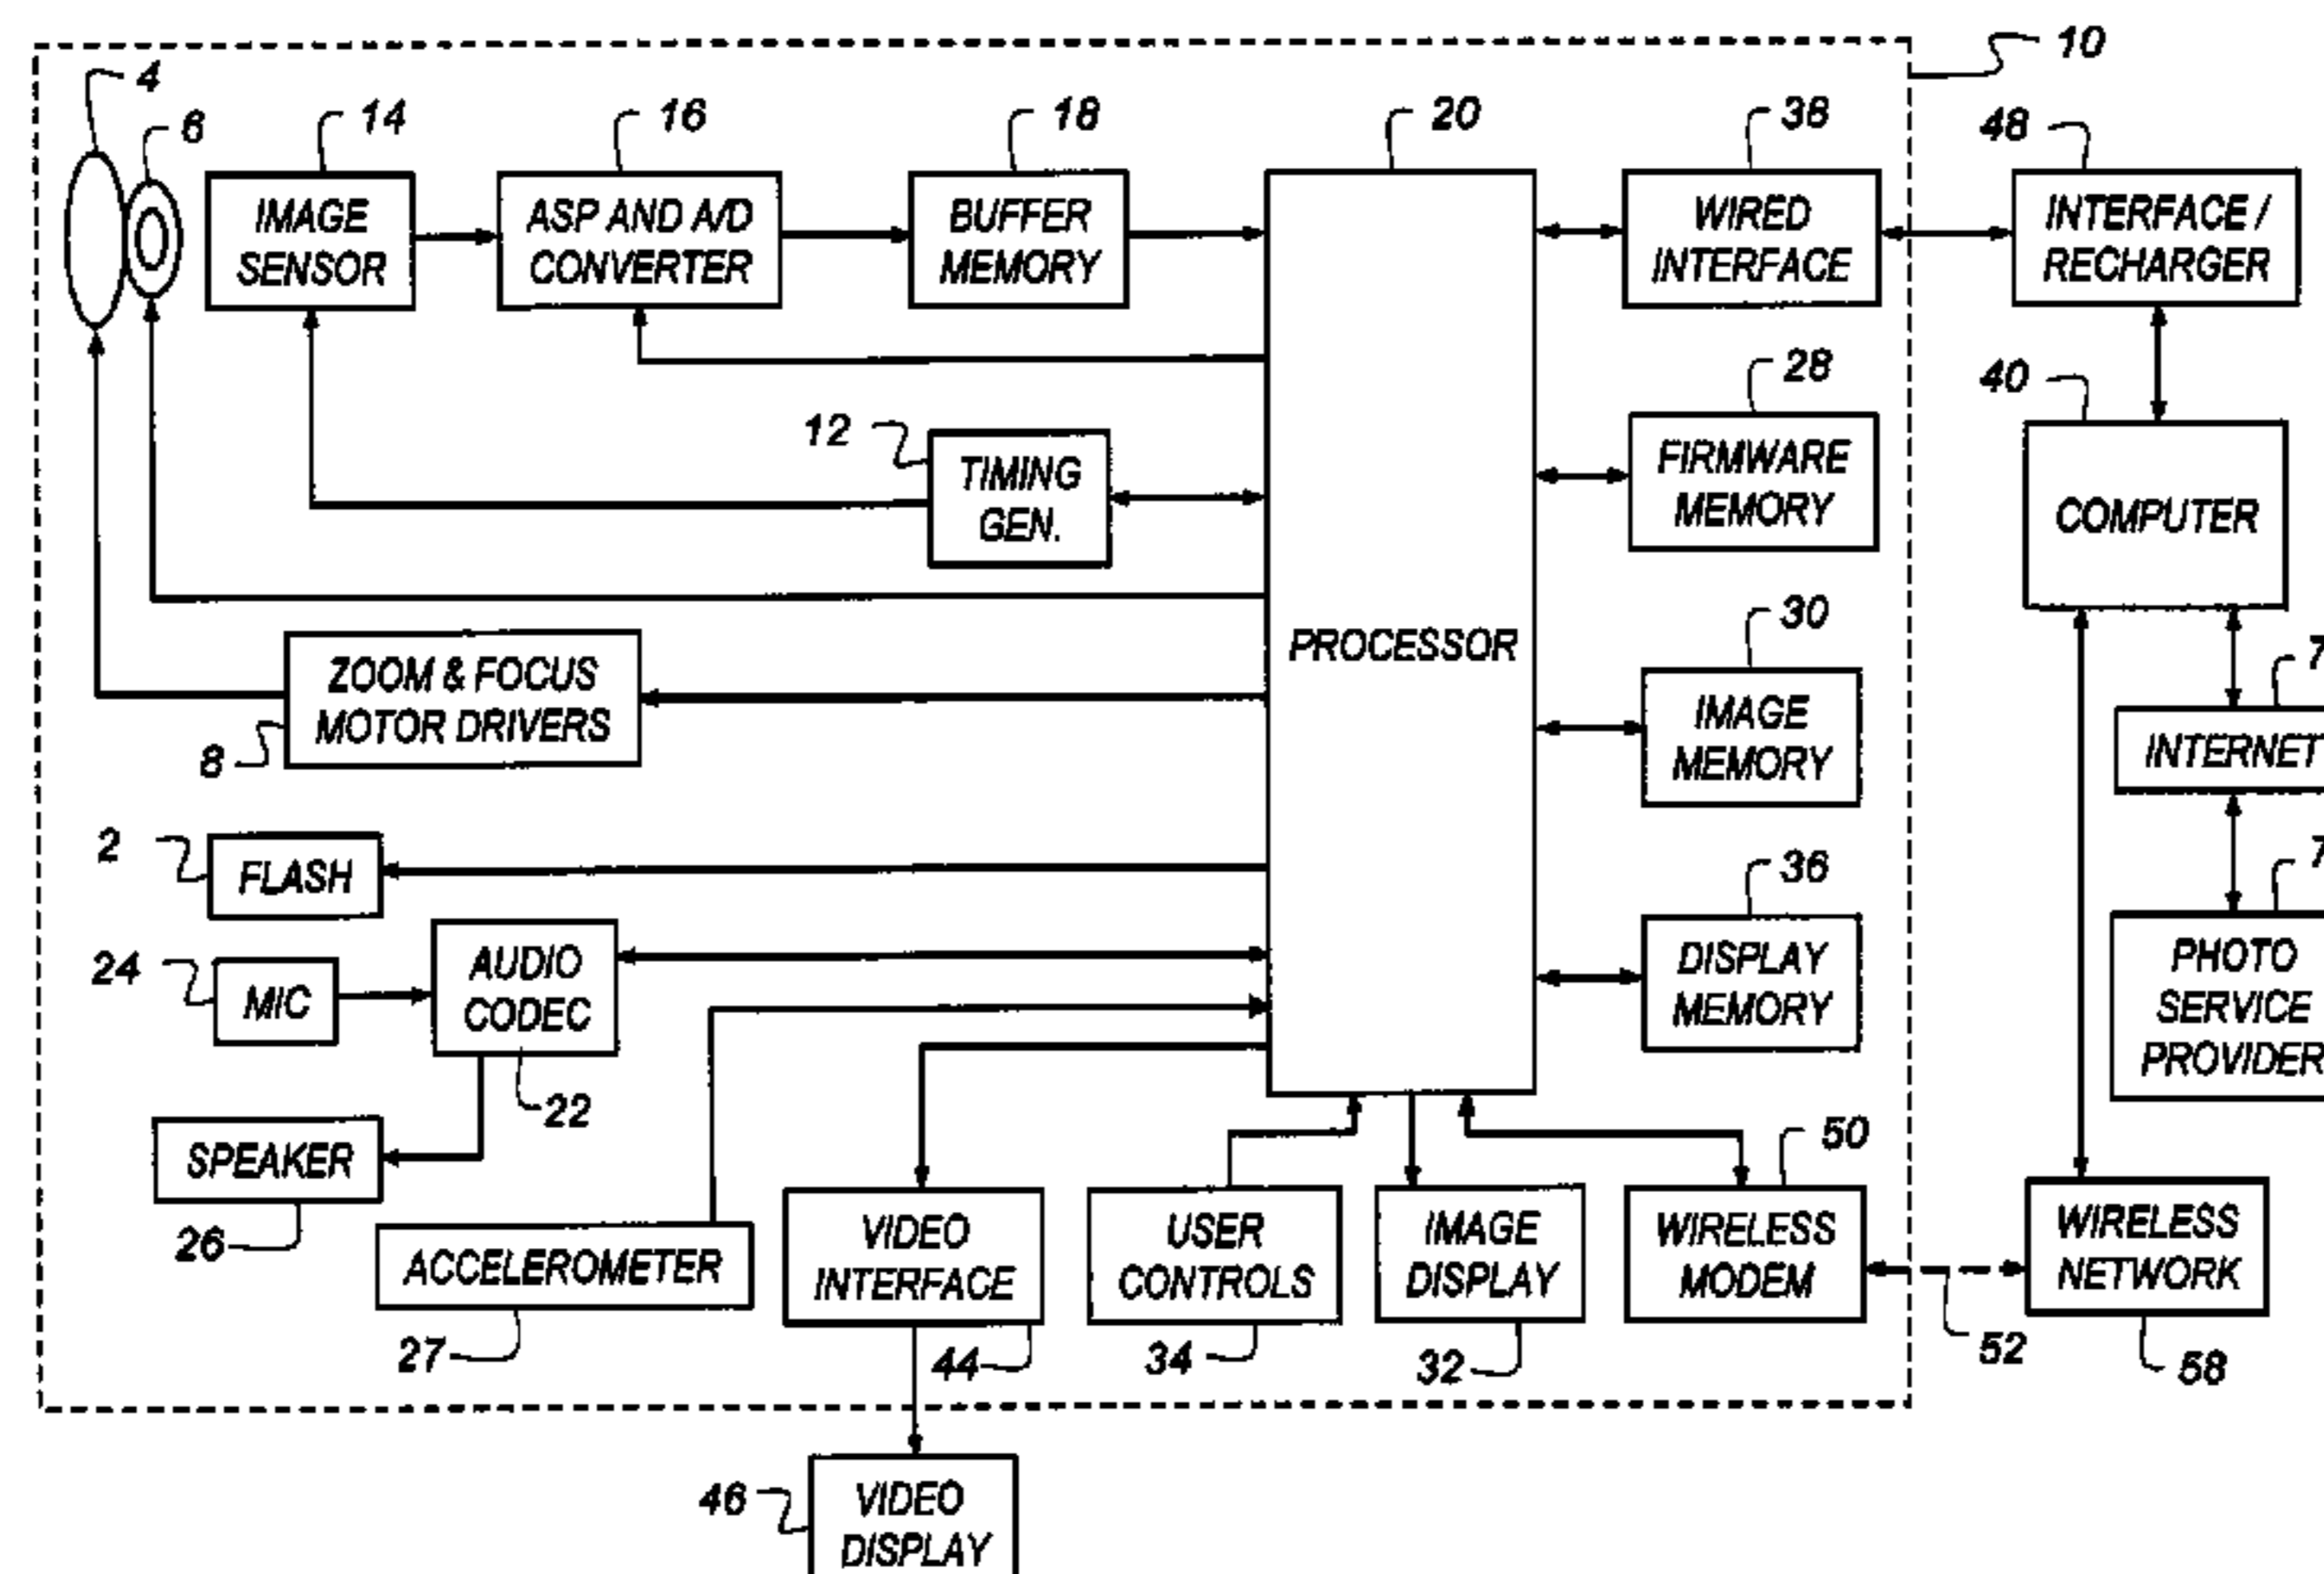 10
4
6
14
16
18
20
38
48
IMAGE
SENSOR
ASP AND A/D
CONVERTER
BUFFER
MEMORY
WIRED
INTERFACE
INTERFACE /
RECHARGER
28
40
12
TIMING
GEN.
FIRMWARE
MEMORY
COMPUTER
30
PROCESSOR
ZOOM & FOCUS
MOTOR DRIVERS
8
IMAGE
MEMORY
7
INTERNET
2
FLASH
36
7
24
MIC
AUDIO
CODEC
22
DISPLAY
MEMORY
PHOTO
SERVICE
PROVIDER
SPEAKER
26
50
ACCELEROMETER
27
VIDEO
INTERFACE
44
USER
CONTROLS
34
IMAGE
DISPLAY
32
WIRELESS
MODEM
52
WIRELESS
NETWORK
58
46
VIDEO
DISPLAY